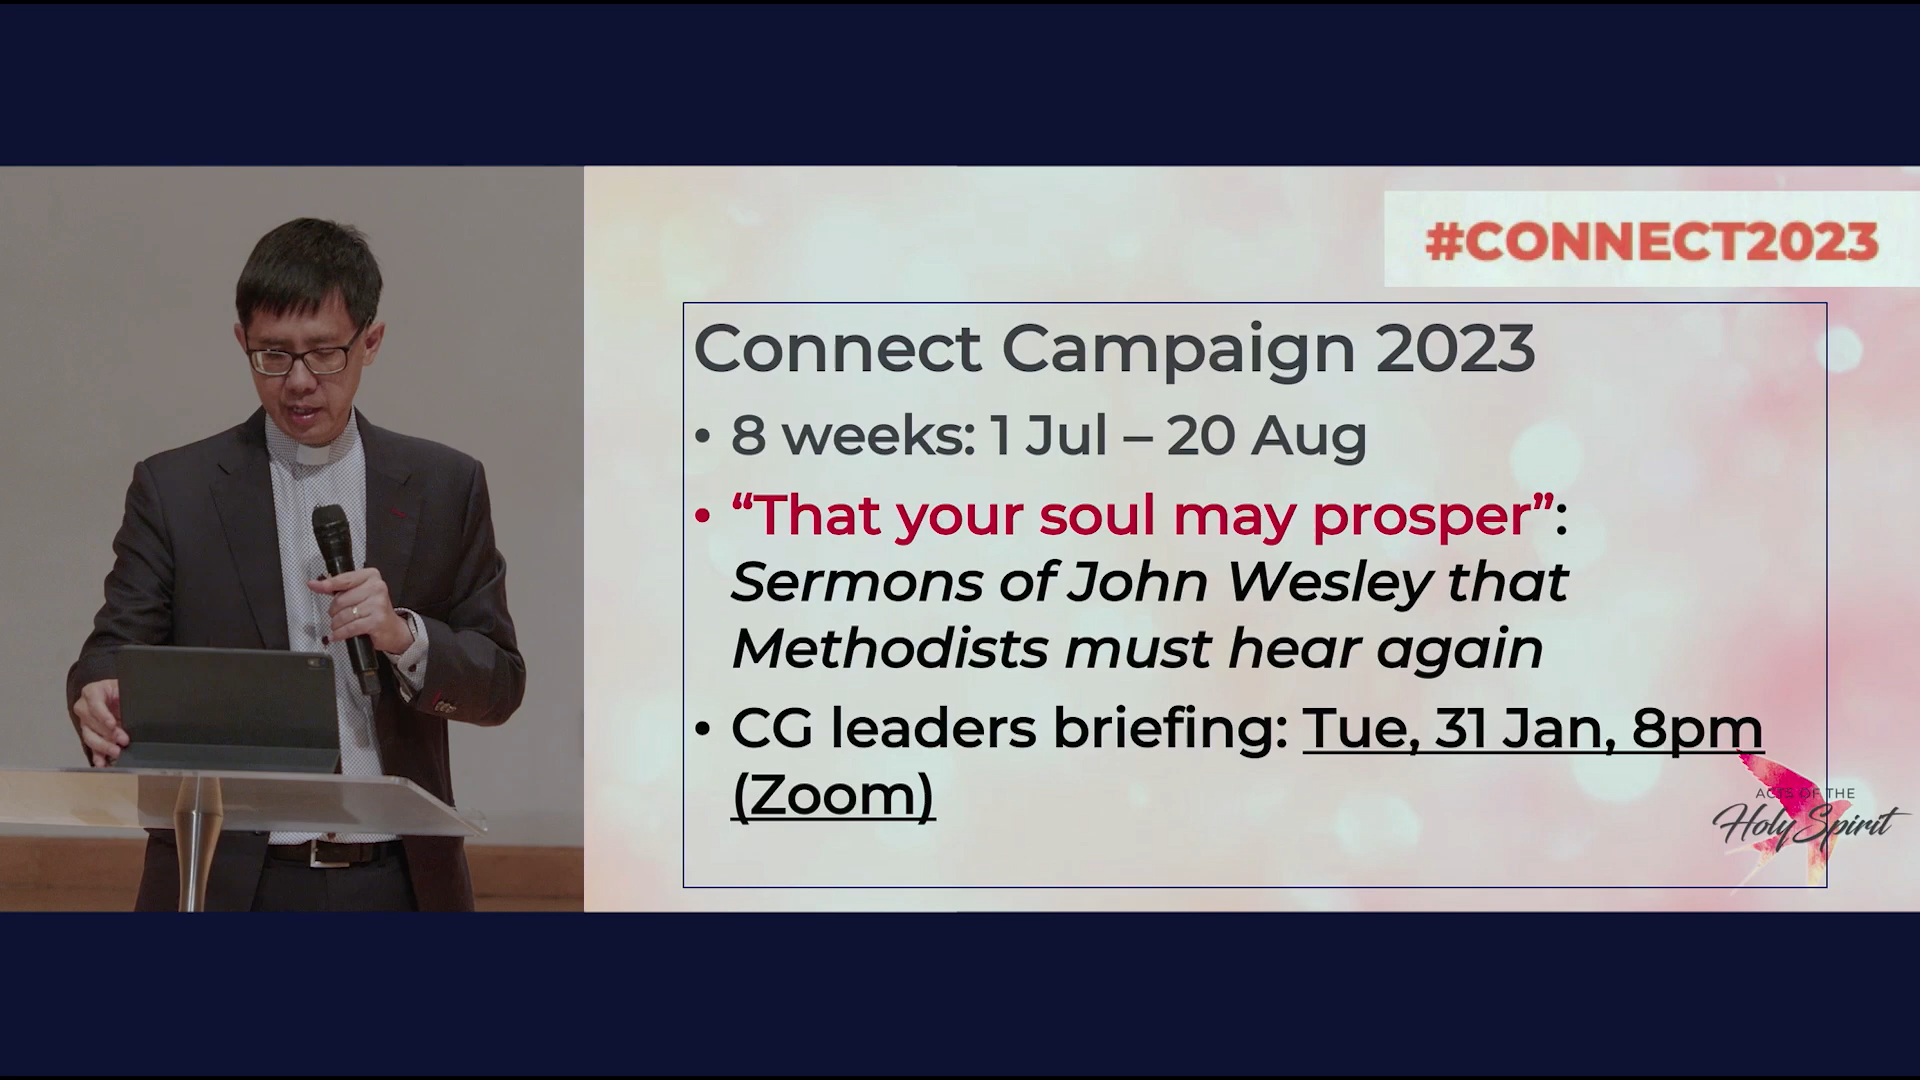 #CONNECT2023
Connect Campaign 2023
• 8 weeks: 1 Jul – 20 Aug
• “That your soul may prosper”:
Sermons of John Wesley that
Methodists must hear again
• CG leaders briefing: Tue, 31 Jan, 8pm
(Zoom)
ACTS OF THE
Holy Spirit